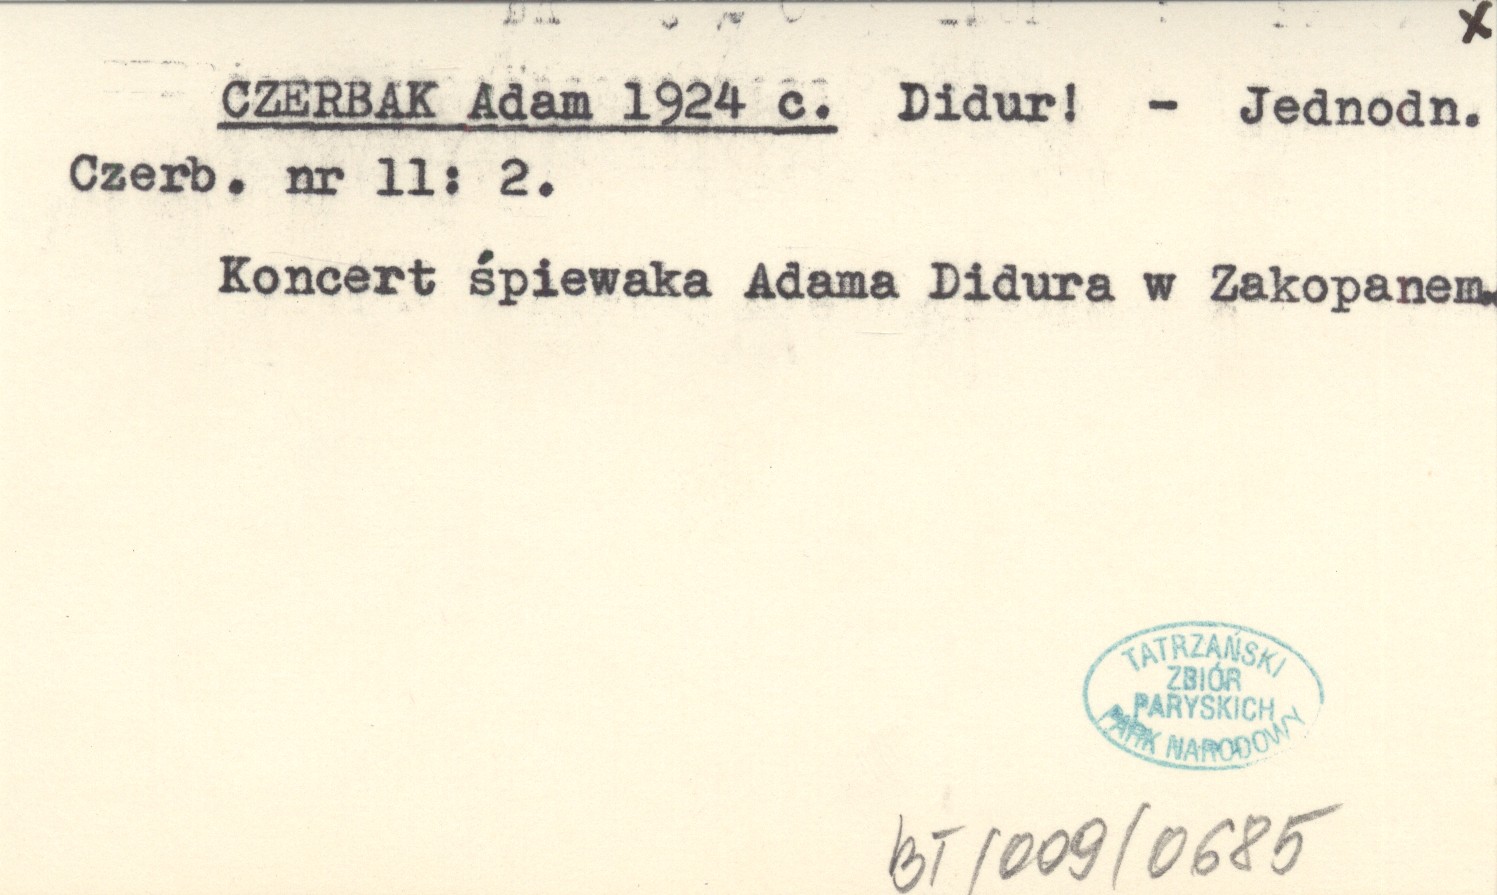 x
CZERBAK Adam 1924 c. Didur! - Jednodn.
Czerb. nr 11: 2.
Koncert śpiewaka Adama Didura w Zakopanem.
TATRZAŃSKI
ZBIÓR
PARYSKICH
PARK NARODOWY
BT/009/0685